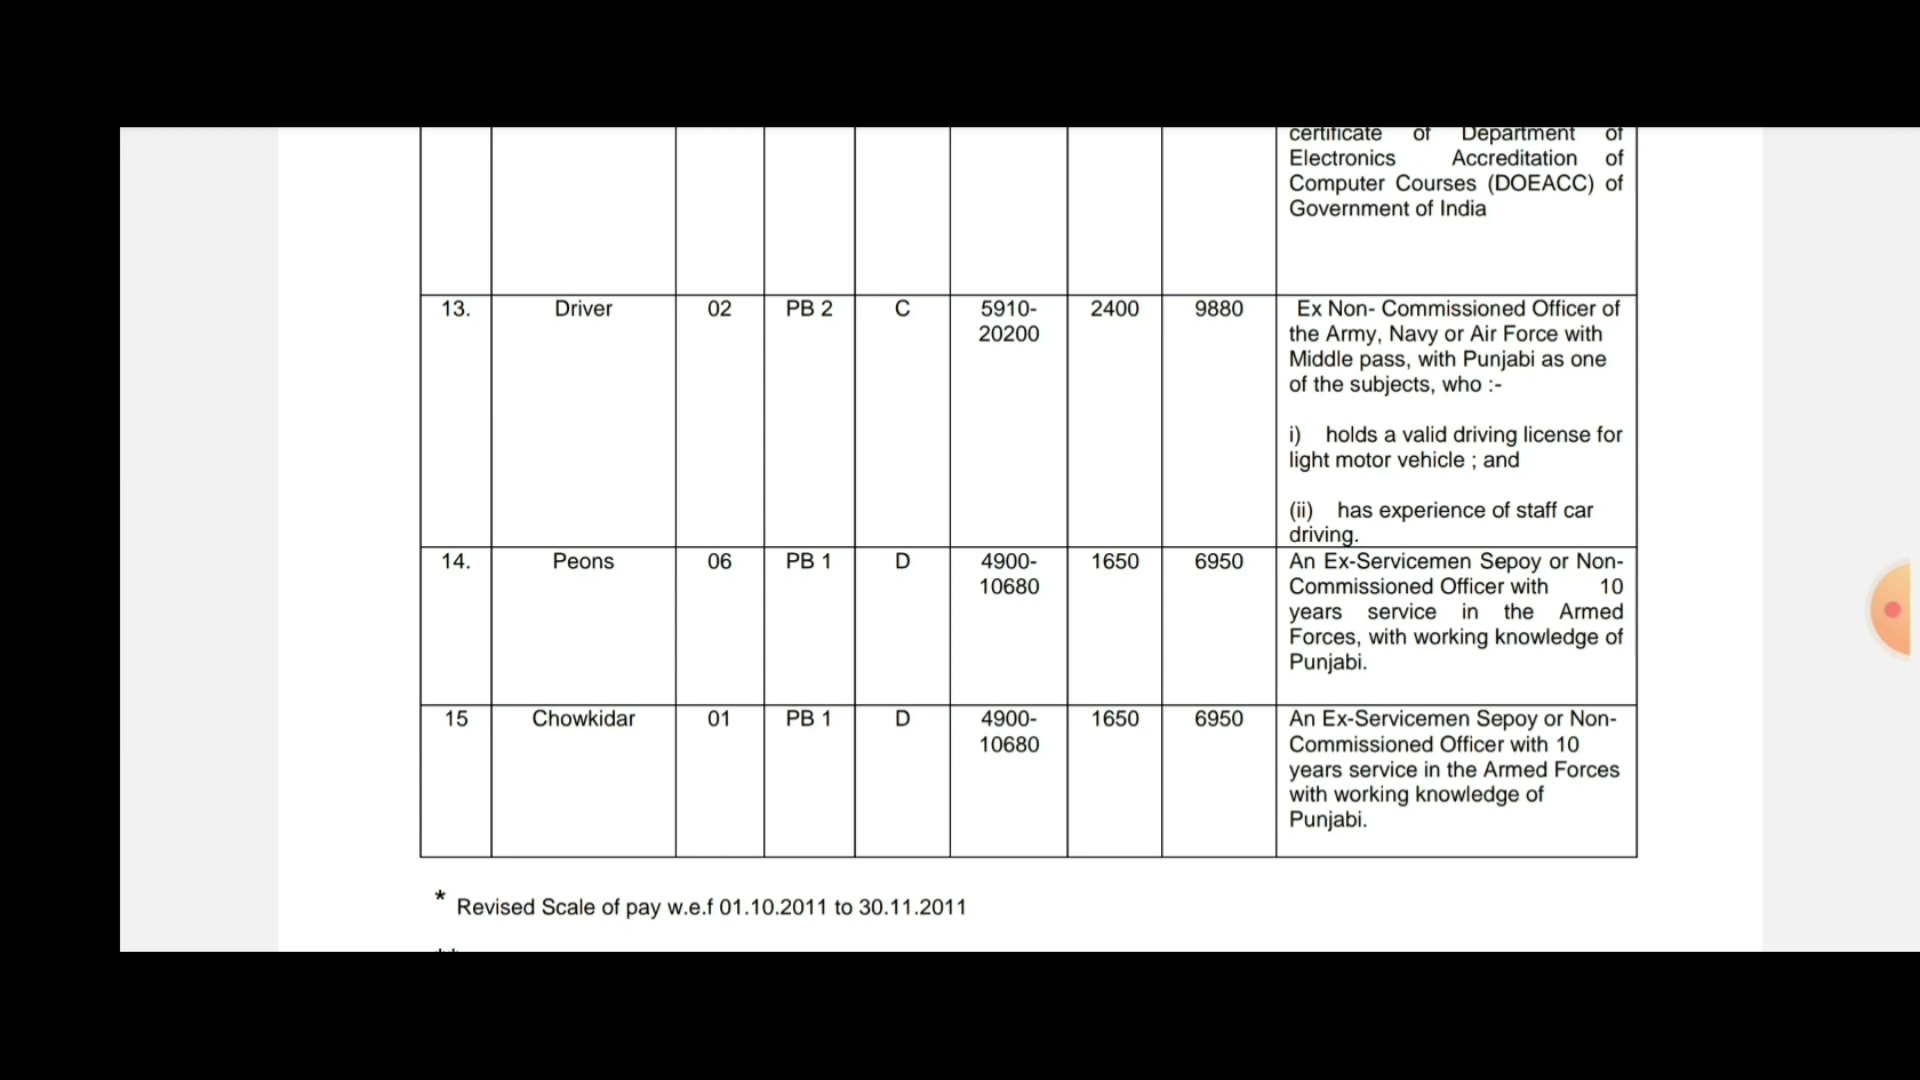 certificate of Department of
Electronics Accreditation of
Computer Courses (DOEACC) of
Government of India
13. Driver 02 PB 2 C 5910- 2400 9880 Ex Non- Commissioned Officer of
20200 the Army, Navy or Air Force with
Middle pass, with Punjabi as one
of the subjects, who :-
i) holds a valid driving license for
light motor vehicle ; and
(ii) has experience of staff car
driving.
14. Peons 06 PB 1 D 4900- 1650 6950 An Ex-Servicemen Sepoy or Non-
10680 Commissioned Officer with 10
years service in the Armed
Forces, with working knowledge of
Punjabi.
15 Chowkidar 01 PB 1 D 4900- 1650 6950 An Ex-Servicemen Sepoy or Non-
10680 Commissioned Officer with 10
years service in the Armed Forces
with working knowledge of
Punjabi.
* Revised Scale of pay w.e.f 01.10.2011 to 30.11.2011